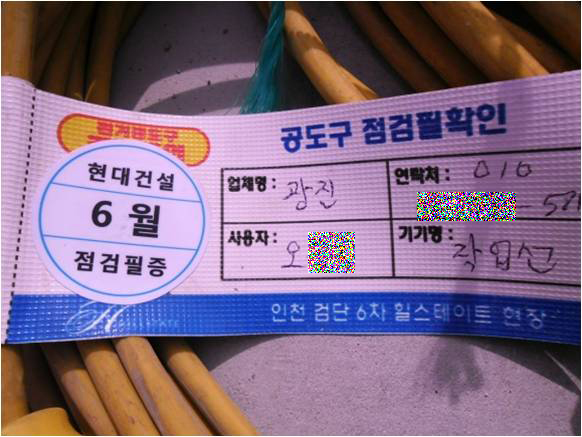 공도구 점검필확인
현대건설
6 월
점검필증
업체명 : 광진
연락처 : 010
사용자 : 오
기기명 : 작업선
인천 검단 6차 힐스테이트 현장